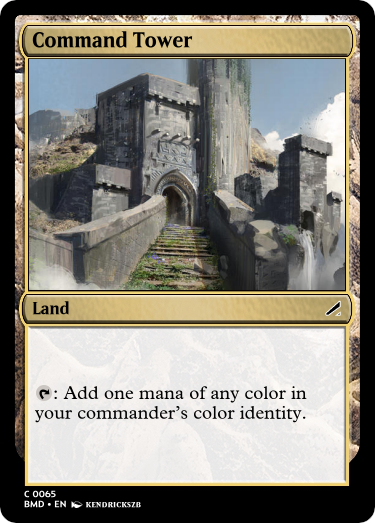 Command Tower
Land
: Add one mana of any color in
your commander's color identity.
C 0065
BMD • EN KENDRICKSZB